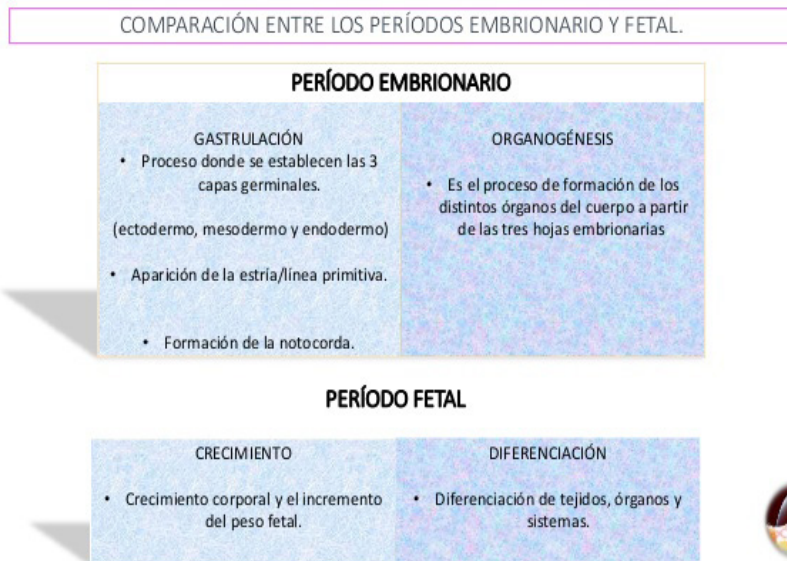 COMPARACIÓN ENTRE LOS PERÍODOS EMBRIONARIO Y FETAL.
PERÍODO EMBRIONARIO
GASTRULACIÓN
• Proceso donde se establecen las 3
capas germinales.
(ectodermo, mesodermo y endodermo)
• Aparición de la estría/línea primitiva.
• Formación de la notocorda.
ORGANOGÉNESIS
• Es el proceso de formación de los
distintos órganos del cuerpo a partir
de las tres hojas embrionarias
PERÍODO FETAL
CRECIMIENTO
• Crecimiento corporal y el incremento
del peso fetal.
DIFERENCIACIÓN
• Diferenciación de tejidos, órganos y
sistemas.